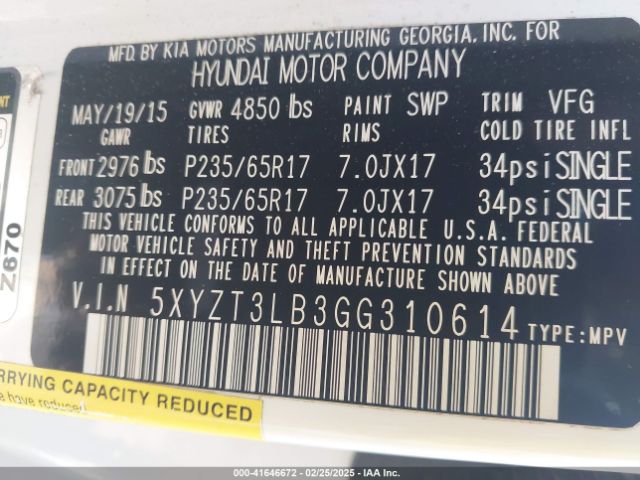 MFD. BY KIA MOTORS MANUFACTURING GEORGIA, INC. FOR
HYUNDAI MOTOR COMPANY
MAY/19/15 GVWR 4850 lbs PAINT SWP TRIM VFG
GAWR TIRES RIMS COLD TIRE INFL
FRONT 2976 lbs P235/65R17 7.0JX17 34psi SINGLE
REAR 3075 lbs P235/65R17 7.0JX17 34psi SINGLE
THIS VEHICLE CONFORMS TO ALL APPLICABLE U.S.A. FEDERAL
MOTOR VEHICLE SAFETY AND THEFT PREVENTION STANDARDS
IN EFFECT ON THE DATE OF MANUFACTURE SHOWN ABOVE
V.I.N 5XYZT3LB3GG310614 TYPE: MPV
Z670
RRYING CAPACITY REDUCED
have reduced
000-41646672 - 02/25/2025 - IAA Inc.